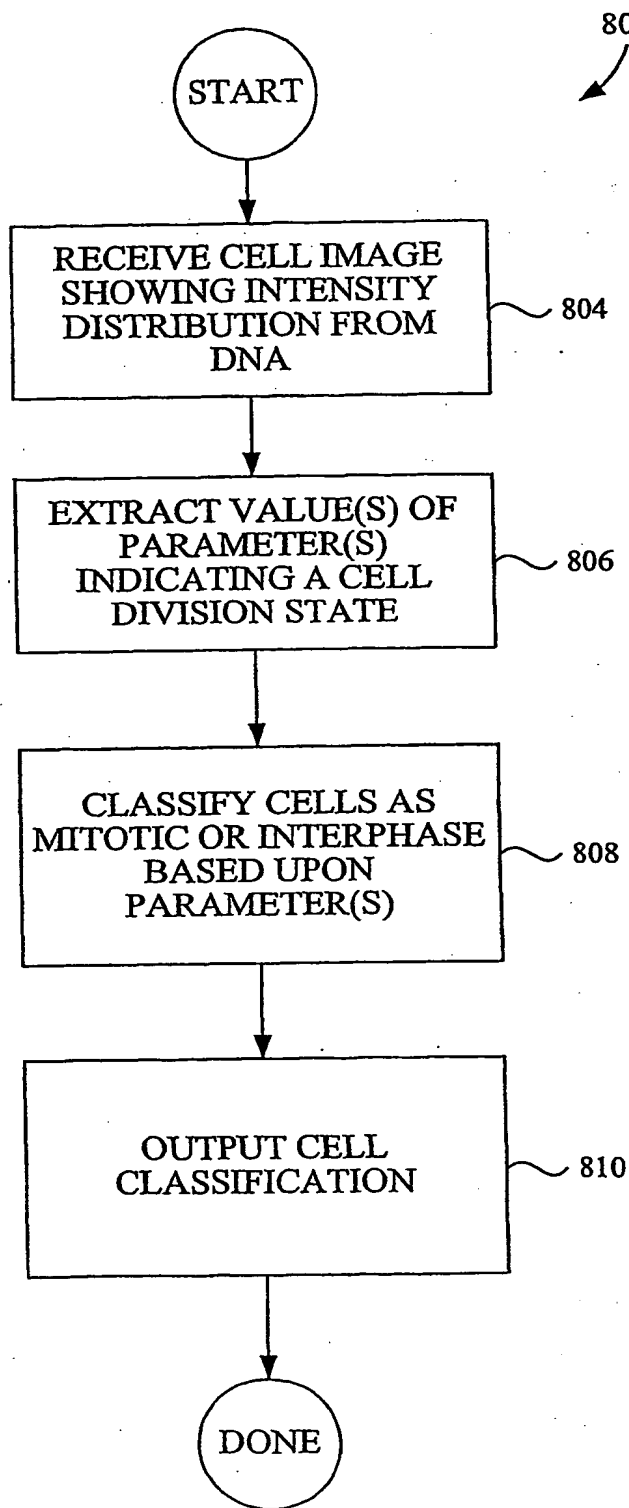 START
RECEIVE CELL IMAGE
SHOWING INTENSITY
DISTRIBUTION FROM
DNA
804
EXTRACT VALUE(S) OF
PARAMETER(S)
INDICATING A CELL
DIVISION STATE
806
CLASSIFY CELLS AS
MITOTIC OR INTERPHASE
BASED UPON
PARAMETER(S)
808
OUTPUT CELL
CLASSIFICATION
810
DONE